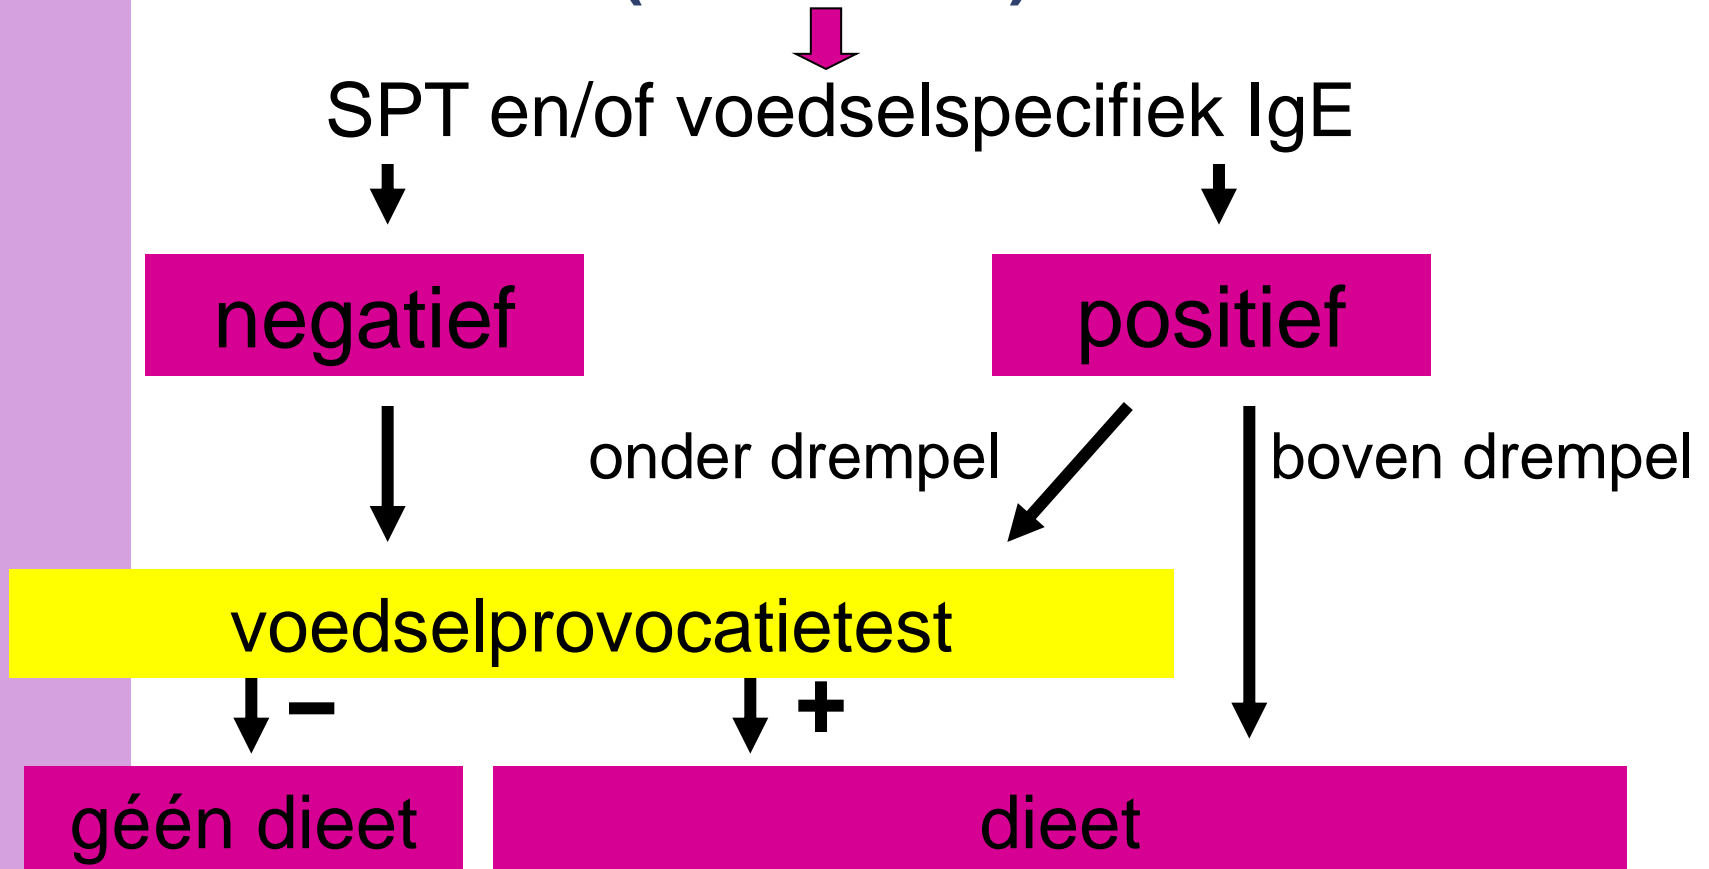 SPT en/of voedselspecifiek IgE
negatief
positief
onder drempel
boven drempel
voedselprovocatietest
–
+
géén dieet
dieet